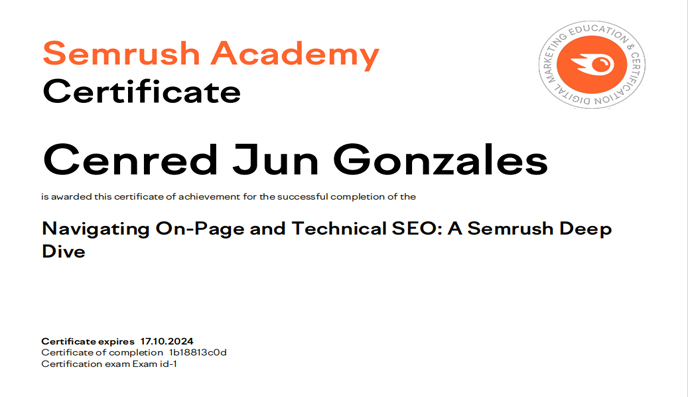 Semrush Academy
Certificate
DIGITAL MARKETING EDUCATION & CERTIFICATION
Cenred Jun Gonzales
is awarded this certificate of achievement for the successful completion of the
Navigating On-Page and Technical SEO: A Semrush Deep
Dive
Certificate expires 17.10.2024
Certificate of completion 1b18813c0d
Certification exam Exam id-1